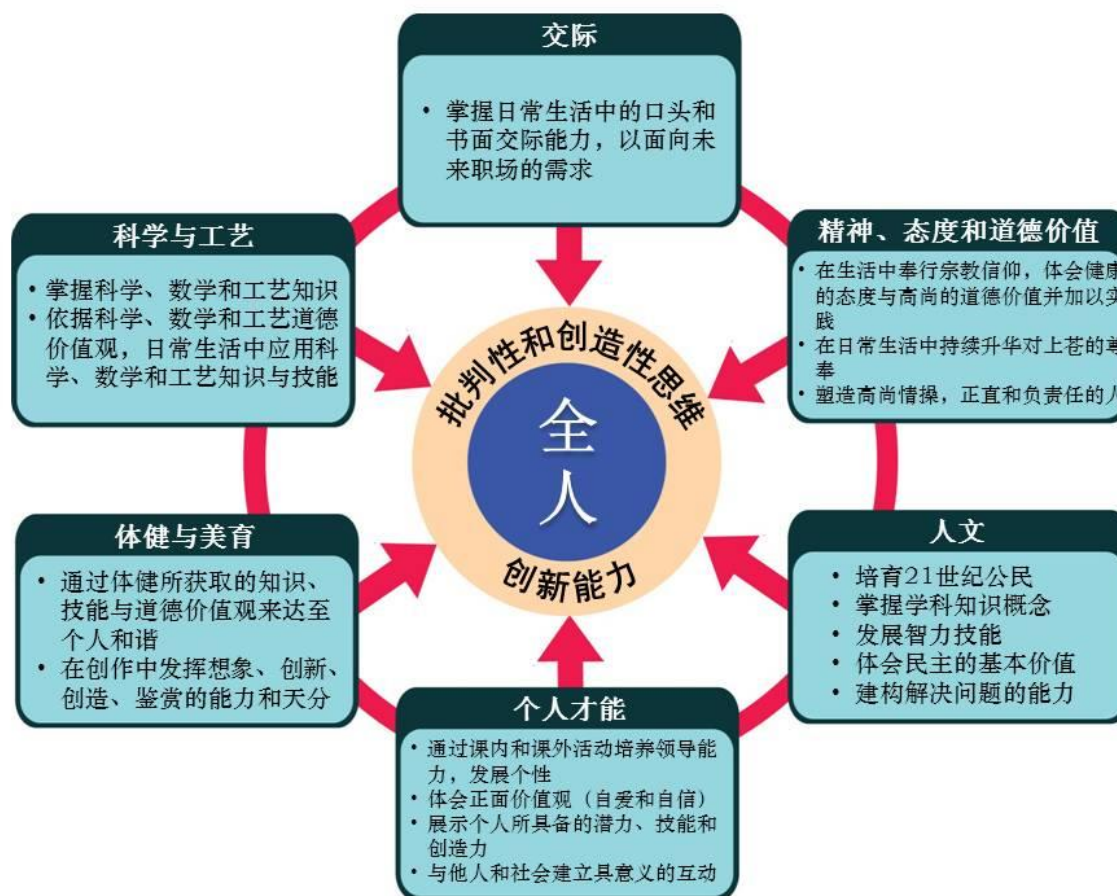 交际
• 掌握日常生活中的口头和
书面交际能力，以面向未
来职场的需求
科学与工艺
• 掌握科学、数学和工艺知识
• 依据科学、数学和工艺道德
价值观，日常生活中应用科
学、数学和工艺知识与技能
精神、态度和道德价值
• 在生活中奉行宗教信仰，体会健康
的态度与高尚的道德价值并加以实
践
• 在日常生活中持续升华对上苍的尊
奉
• 塑造高尚情操，正直和负责任的人
批判性和创造性思维
全
人
创新能力
体健与美育
• 通过体健所获取的知识、
技能与道德价值观来达至
个人和谐
• 在创作中发挥想象、创新、
创造、鉴赏的能力和天分
人文
• 培育21世纪公民
• 掌握学科知识概念
• 发展智力技能
• 体会民主的基本价值
• 建构解决问题的能力
个人才能
• 通过课内和课外活动培养领导能
力，发展个性
• 体会正面价值观（自爱和自信）
• 展示个人所具备的潜力、技能和
创造力
• 与他人和社会建立具意义的互动